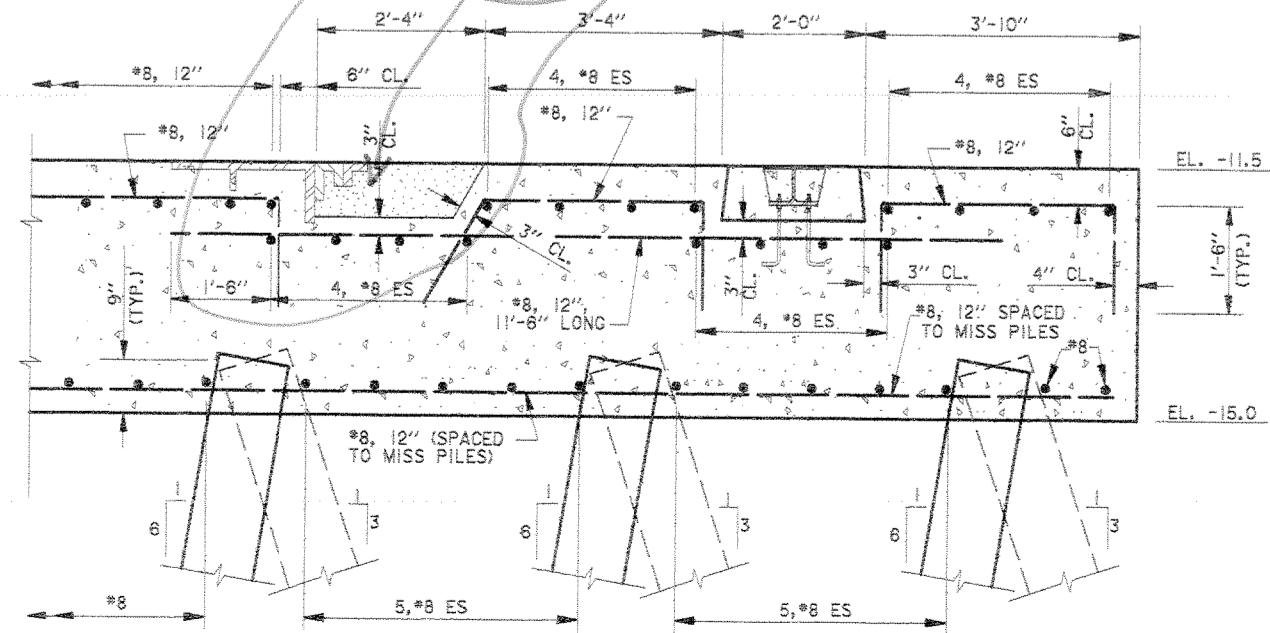 2'-4" 3'-4" 2'-0" 3'-10"
#8, 12" 6" CL. 4, #8 ES 4, #8 ES
#8, 12" #8, 12" 3" CL. #8, 12" 6" CL.
EL. -11.5
3" CL.
9" (TYP.) 1'-6" 4, #8 ES 3" CL. 3" CL. 4" CL. 1'-6" (TYP.)
#8, 12",
11'-6" LONG
4, #8 ES
#8, 12" SPACED
TO MISS PILES
#8
EL. -15.0
#8, 12" (SPACED
TO MISS PILES)
1 1 1 1 1 1
6 3 6 3 6 3
#8 5, #8 ES 5, #8 ES